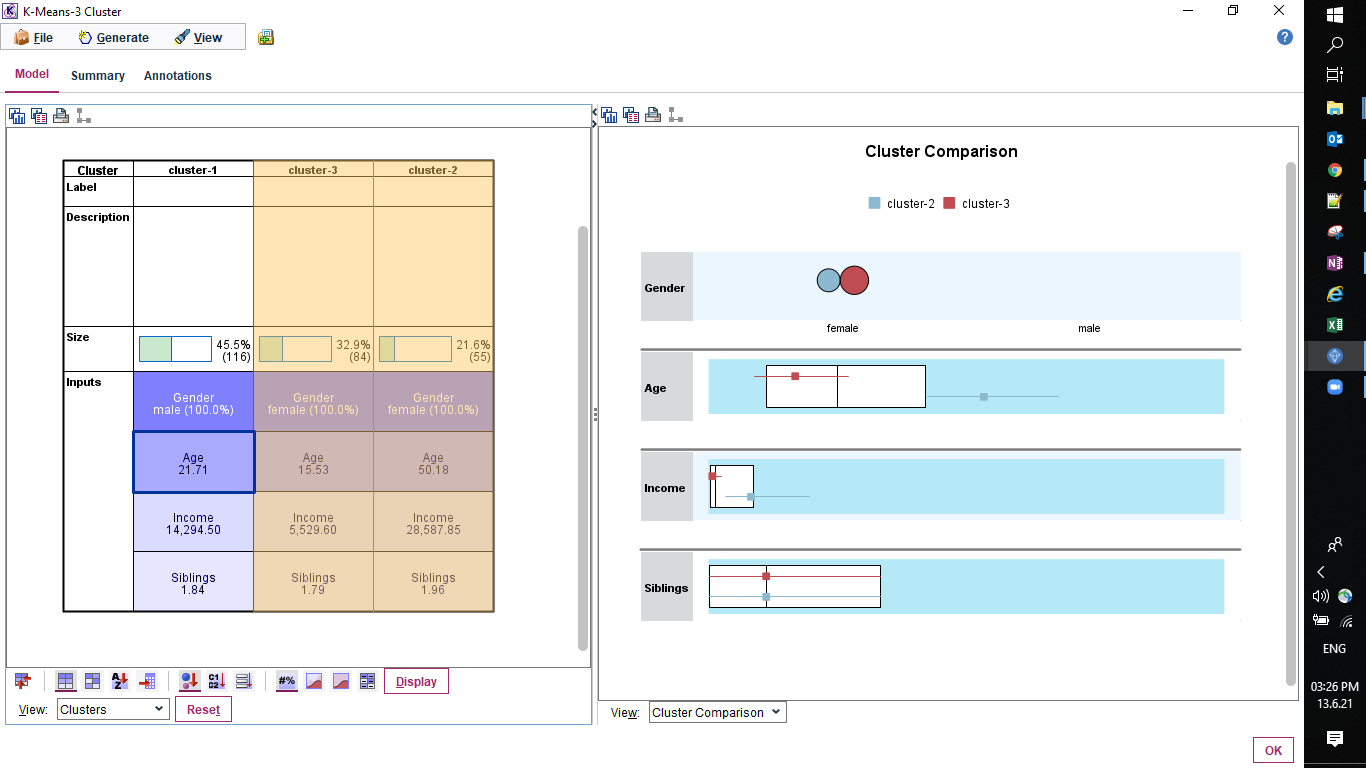 K-Means-3 Cluster
File Generate View
Model Summary Annotations
Cluster cluster-1 cluster-3 cluster-2
Label
Description
Size 45.5% (116) 32.9% (84) 21.6% (55)
Inputs
Gender
male (100.0%)
Gender
female (100.0%)
Gender
female (100.0%)
Age
21.71
Age
15.53
Age
50.18
Income
14,294.50
Income
5,529.60
Income
28,587.85
Siblings
1.84
Siblings
1.79
Siblings
1.96
A
Z
C1
C2
#%
Display
View: Clusters Reset
Cluster Comparison
cluster-2 cluster-3
Gender
female male
Age
Income
Siblings
View: Cluster Comparison
OK
ENG
03:26 PM
13.6.21